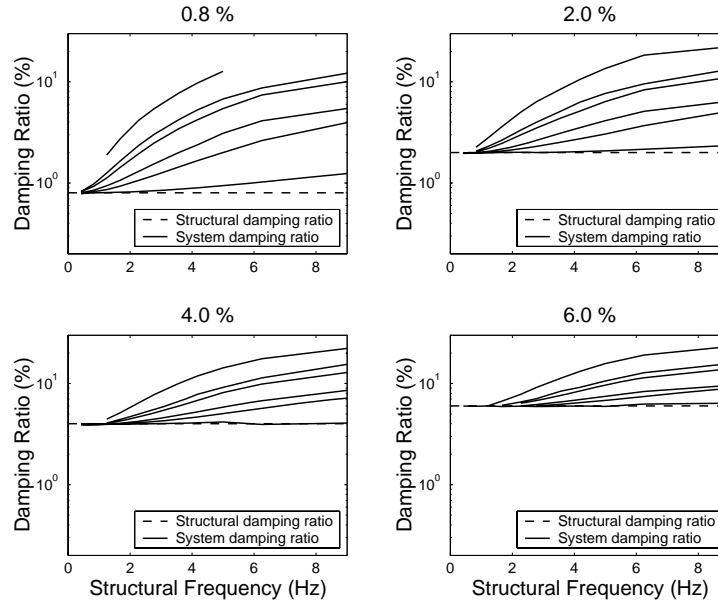 0.8 %
2.0 %
Damping Ratio (%)
10^1
10^0
Structural damping ratio
System damping ratio
0 2 4 6 8
Damping Ratio (%)
10^1
10^0
Structural damping ratio
System damping ratio
0 2 4 6 8
4.0 %
6.0 %
Damping Ratio (%)
10^1
10^0
Structural damping ratio
System damping ratio
0 2 4 6 8
Structural Frequency (Hz)
Damping Ratio (%)
10^1
10^0
Structural damping ratio
System damping ratio
0 2 4 6 8
Structural Frequency (Hz)